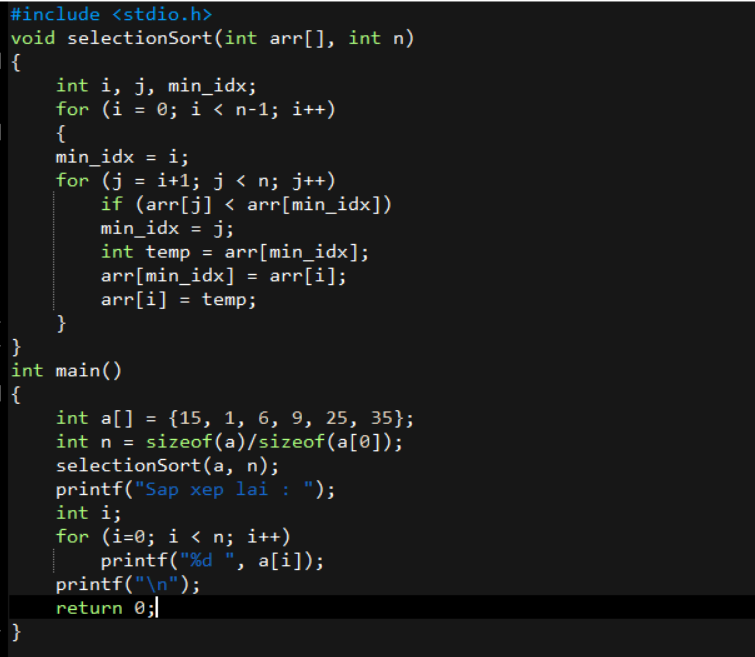 #include <stdio.h>
void selectionSort(int arr[], int n)
{
    int i, j, min_idx;
    for (i = 0; i < n-1; i++)
    {
    min_idx = i;
    for (j = i+1; j < n; j++)
        if (arr[j] < arr[min_idx])
        min_idx = j;
        int temp = arr[min_idx];
        arr[min_idx] = arr[i];
        arr[i] = temp;
    }
}
int main()
{
    int a[] = {15, 1, 6, 9, 25, 35};
    int n = sizeof(a)/sizeof(a[0]);
    selectionSort(a, n);
    printf("Sap xep lai : ");
    int i;
    for (i=0; i < n; i++)
        printf("%d ", a[i]);
    printf("\n");
    return 0;
}